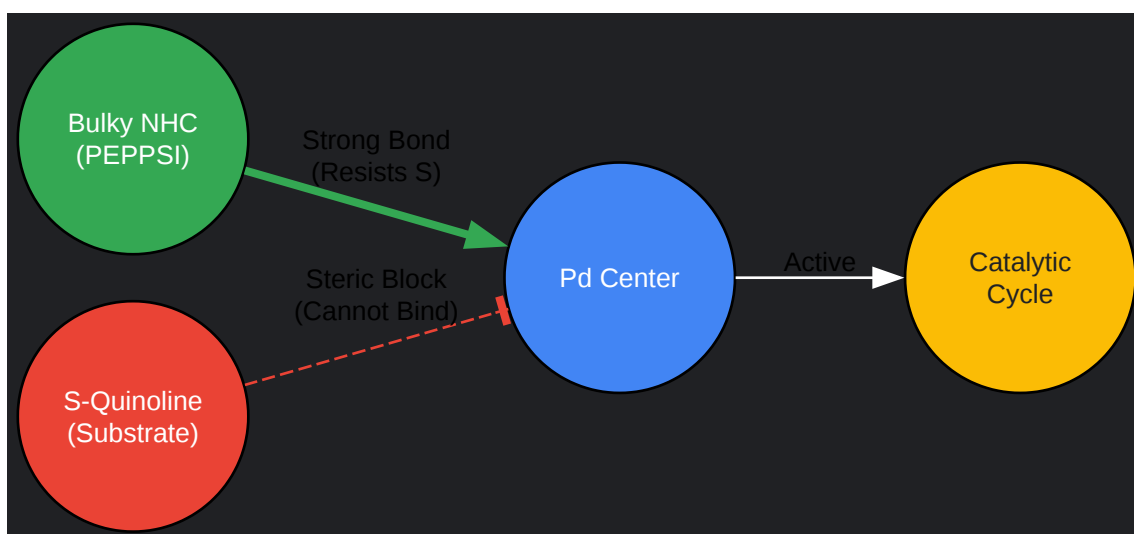 Bulky NHC
(PEPPSI)
Strong Bond
(Resists S)
Steric Block
(Cannot Bind)
S-Quinoline
(Substrate)
Pd Center
Active
Catalytic
Cycle